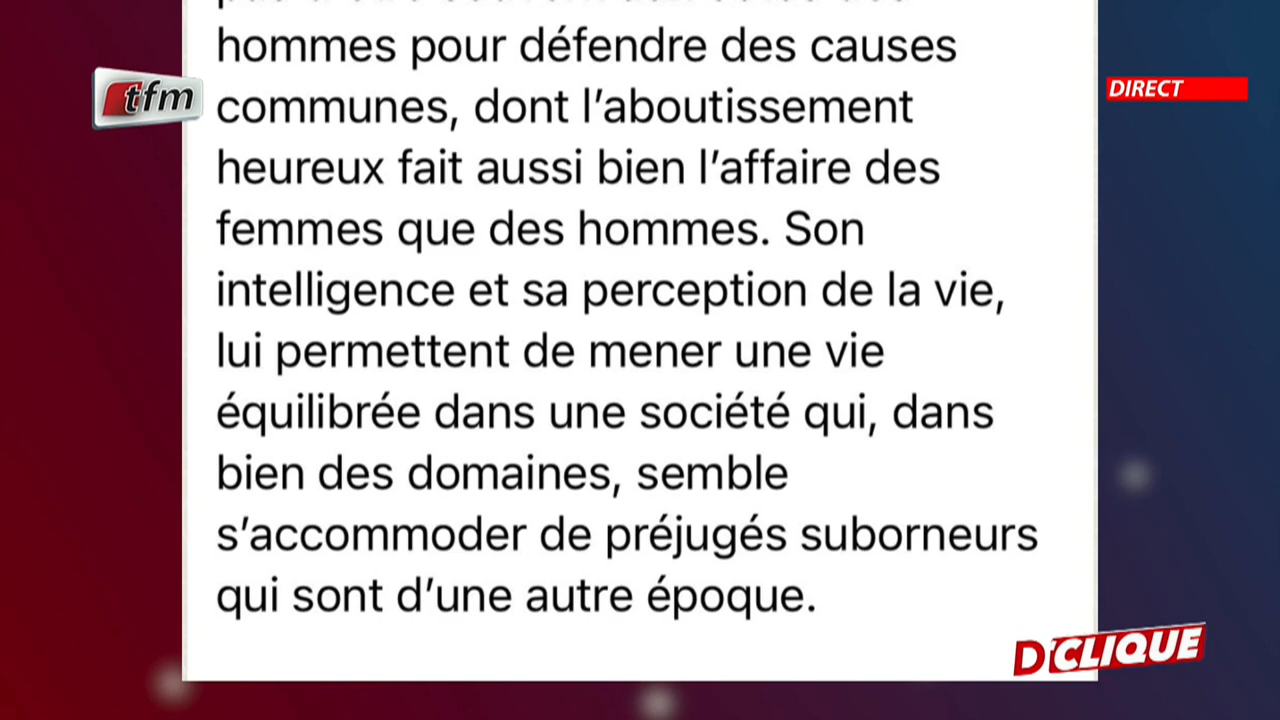 hommes pour défendre des causes
communes, dont l’aboutissement
heureux fait aussi bien l’affaire des
femmes que des hommes. Son
intelligence et sa perception de la vie,
lui permettent de mener une vie
équilibrée dans une société qui, dans
bien des domaines, semble
s’accommoder de préjugés suborneurs
qui sont d’une autre époque.
tfm
DIRECT
D'CLIQUE